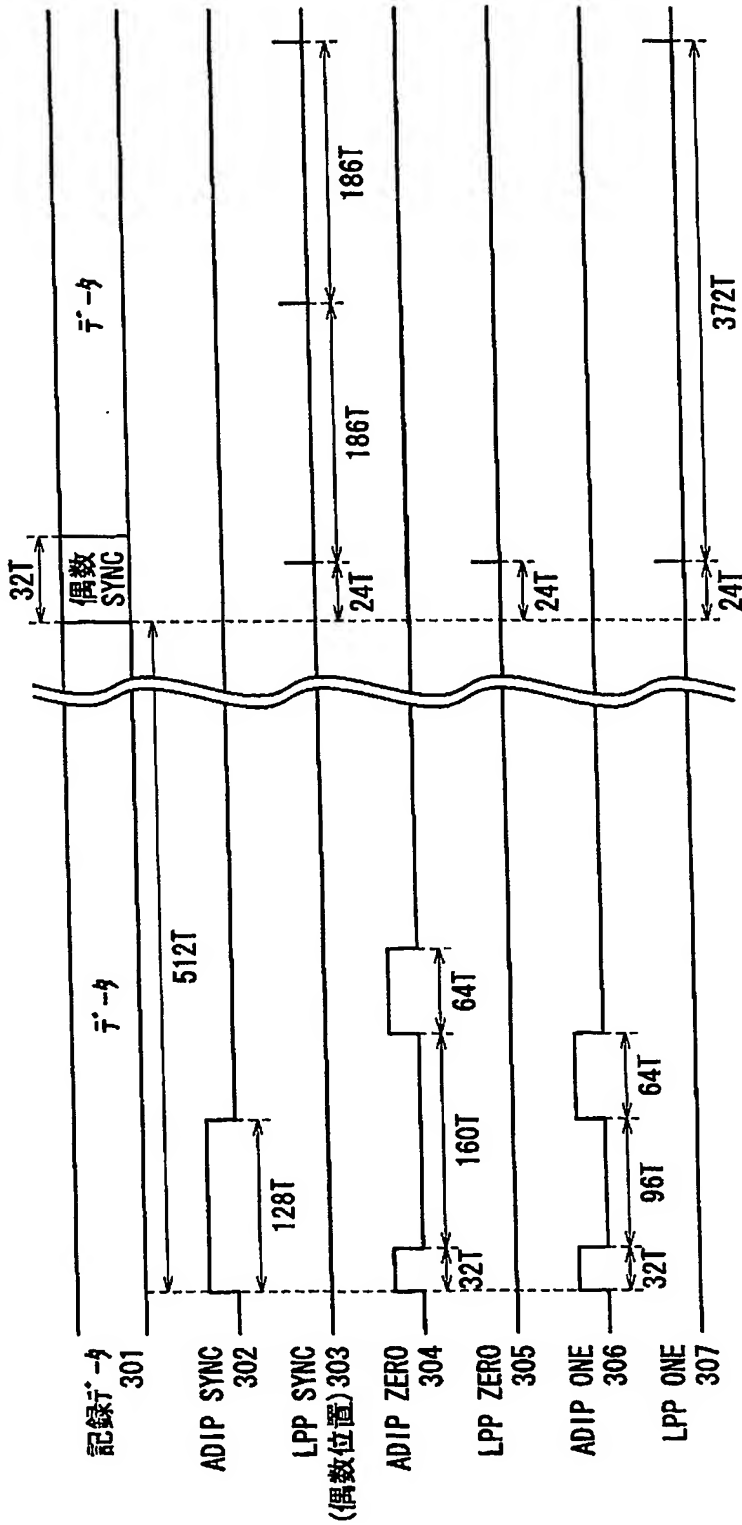 記録データ
301
データ
512T
32T
偶数
SYNC
データ
ADIP SYNC
302
128T
LPP SYNC
(偶数位置)303
24T
186T
186T
ADIP ZERO
304
32T
160T
64T
LPP ZERO
305
24T
ADIP ONE
306
32T
96T
64T
LPP ONE
307
24T
372T